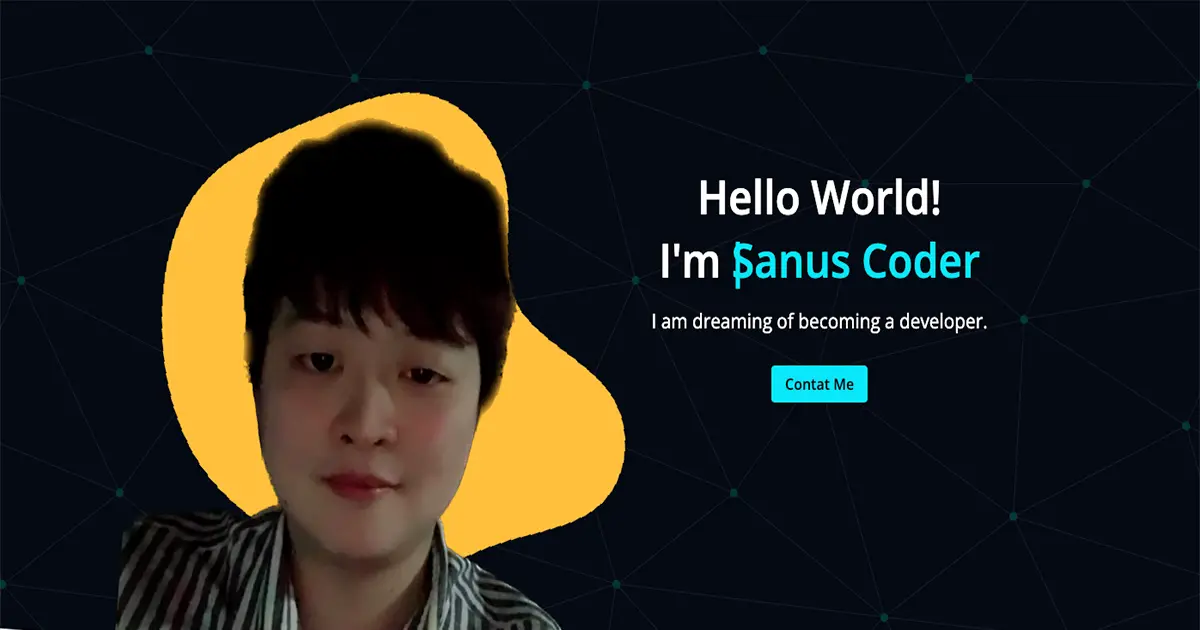 Hello World!
I'm Sanus Coder
I am dreaming of becoming a developer.
Contat Me